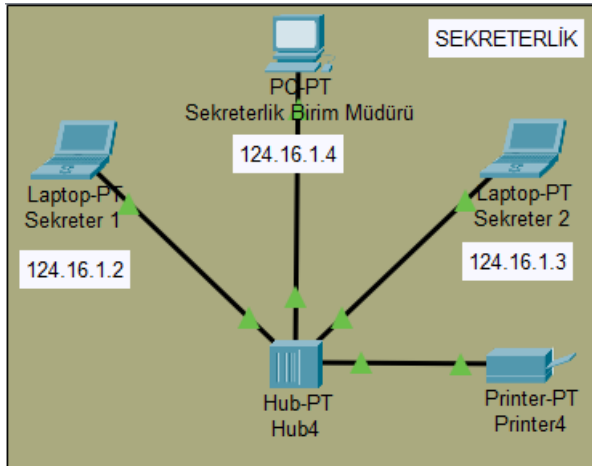 SEKRETERLİK
PC-PT
Sekreterlik Birim Müdürü
124.16.1.4
Laptop-PT
Sekreter 1
124.16.1.2
Laptop-PT
Sekreter 2
124.16.1.3
Hub-PT
Hub4
Printer-PT
Printer4